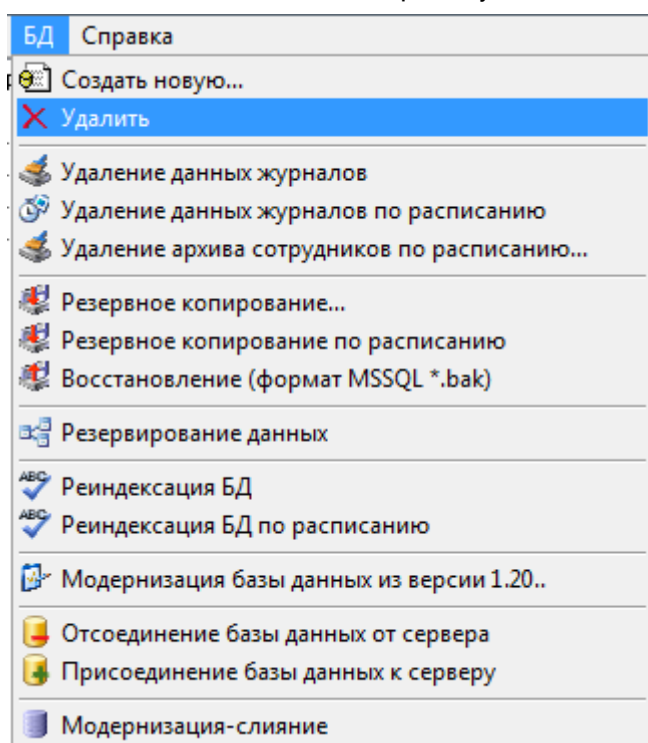 БД Справка
Создать новую...
Удалить
Удаление данных журналов
Удаление данных журналов по расписанию
Удаление архива сотрудников по расписанию...
Резервное копирование...
Резервное копирование по расписанию
Восстановление (формат MSSQL *.bak)
Резервирование данных
Реиндексация БД
Реиндексация БД по расписанию
Модернизация базы данных из версии 1.20..
Отсоединение базы данных от сервера
Присоединение базы данных к серверу
Модернизация-слияние